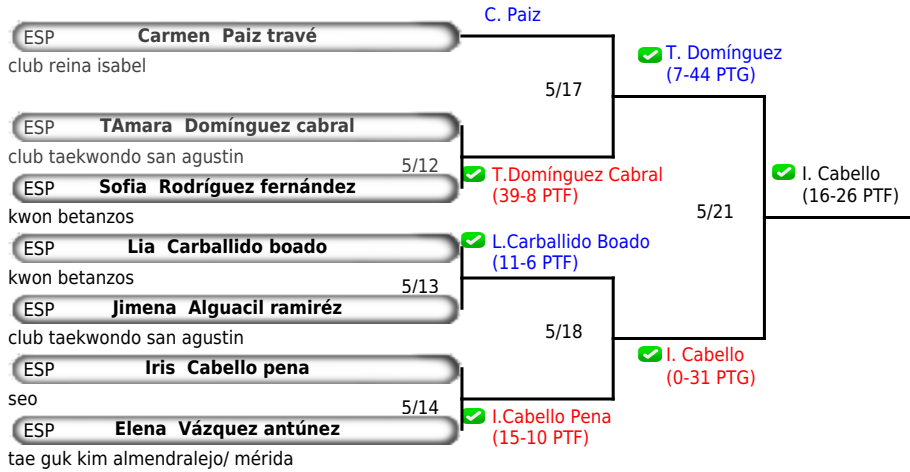 C. Paiz
ESP Carmen Paiz travé
club reina isabel
T. Domínguez
(7-44 PTG)
5/17
ESP TAmara Domínguez cabral
club taekwondo san agustin
5/12
T.Domínguez Cabral
(39-8 PTF)
ESP Sofia Rodríguez fernández
kwon betanzos
I. Cabello
(16-26 PTF)
5/21
ESP Lia Carballido boado
kwon betanzos
L.Carballido Boado
(11-6 PTF)
5/13
ESP Jimena Alguacil ramiréz
club taekwondo san agustin
5/18
I. Cabello
(0-31 PTG)
ESP Iris Cabello pena
seo
5/14
I.Cabello Pena
(15-10 PTF)
ESP Elena Vázquez antúnez
tae guk kim almendralejo/ mérida